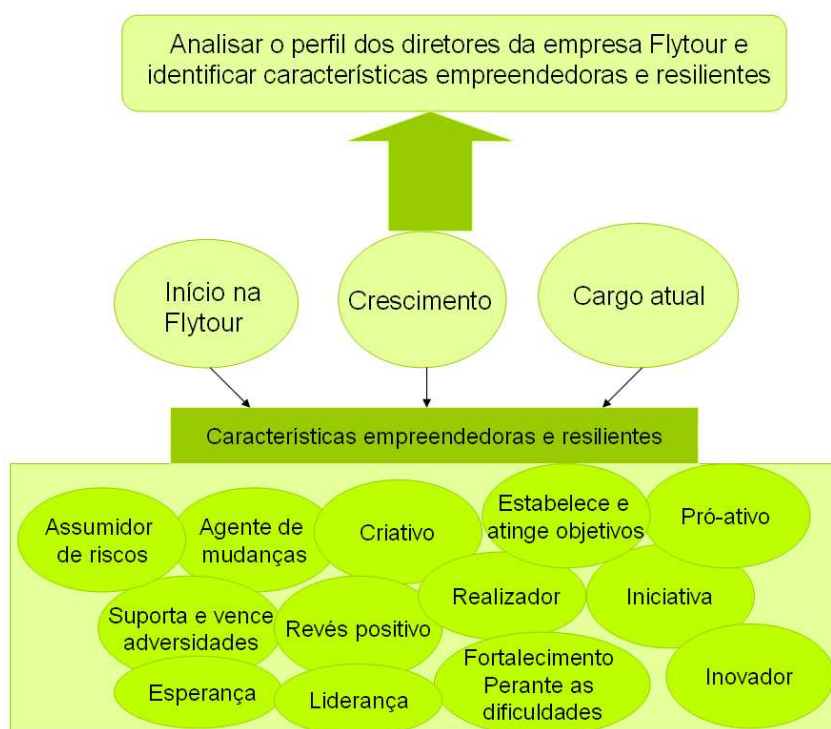 Analisar o perfil dos diretores da empresa Flytour e
identificar características empreendedoras e resilientes
Início na
Flytour
Crescimento
Cargo atual
Características empreendedoras e resilientes
Assumidor
de riscos
Agente de
mudanças
Criativo
Estabelece e
atinge objetivos
Pró-ativo
Suporta e vence
adversidades
Revés positivo
Realizador
Iniciativa
Esperança
Liderança
Fortalecimento
Perante as
dificuldades
Inovador